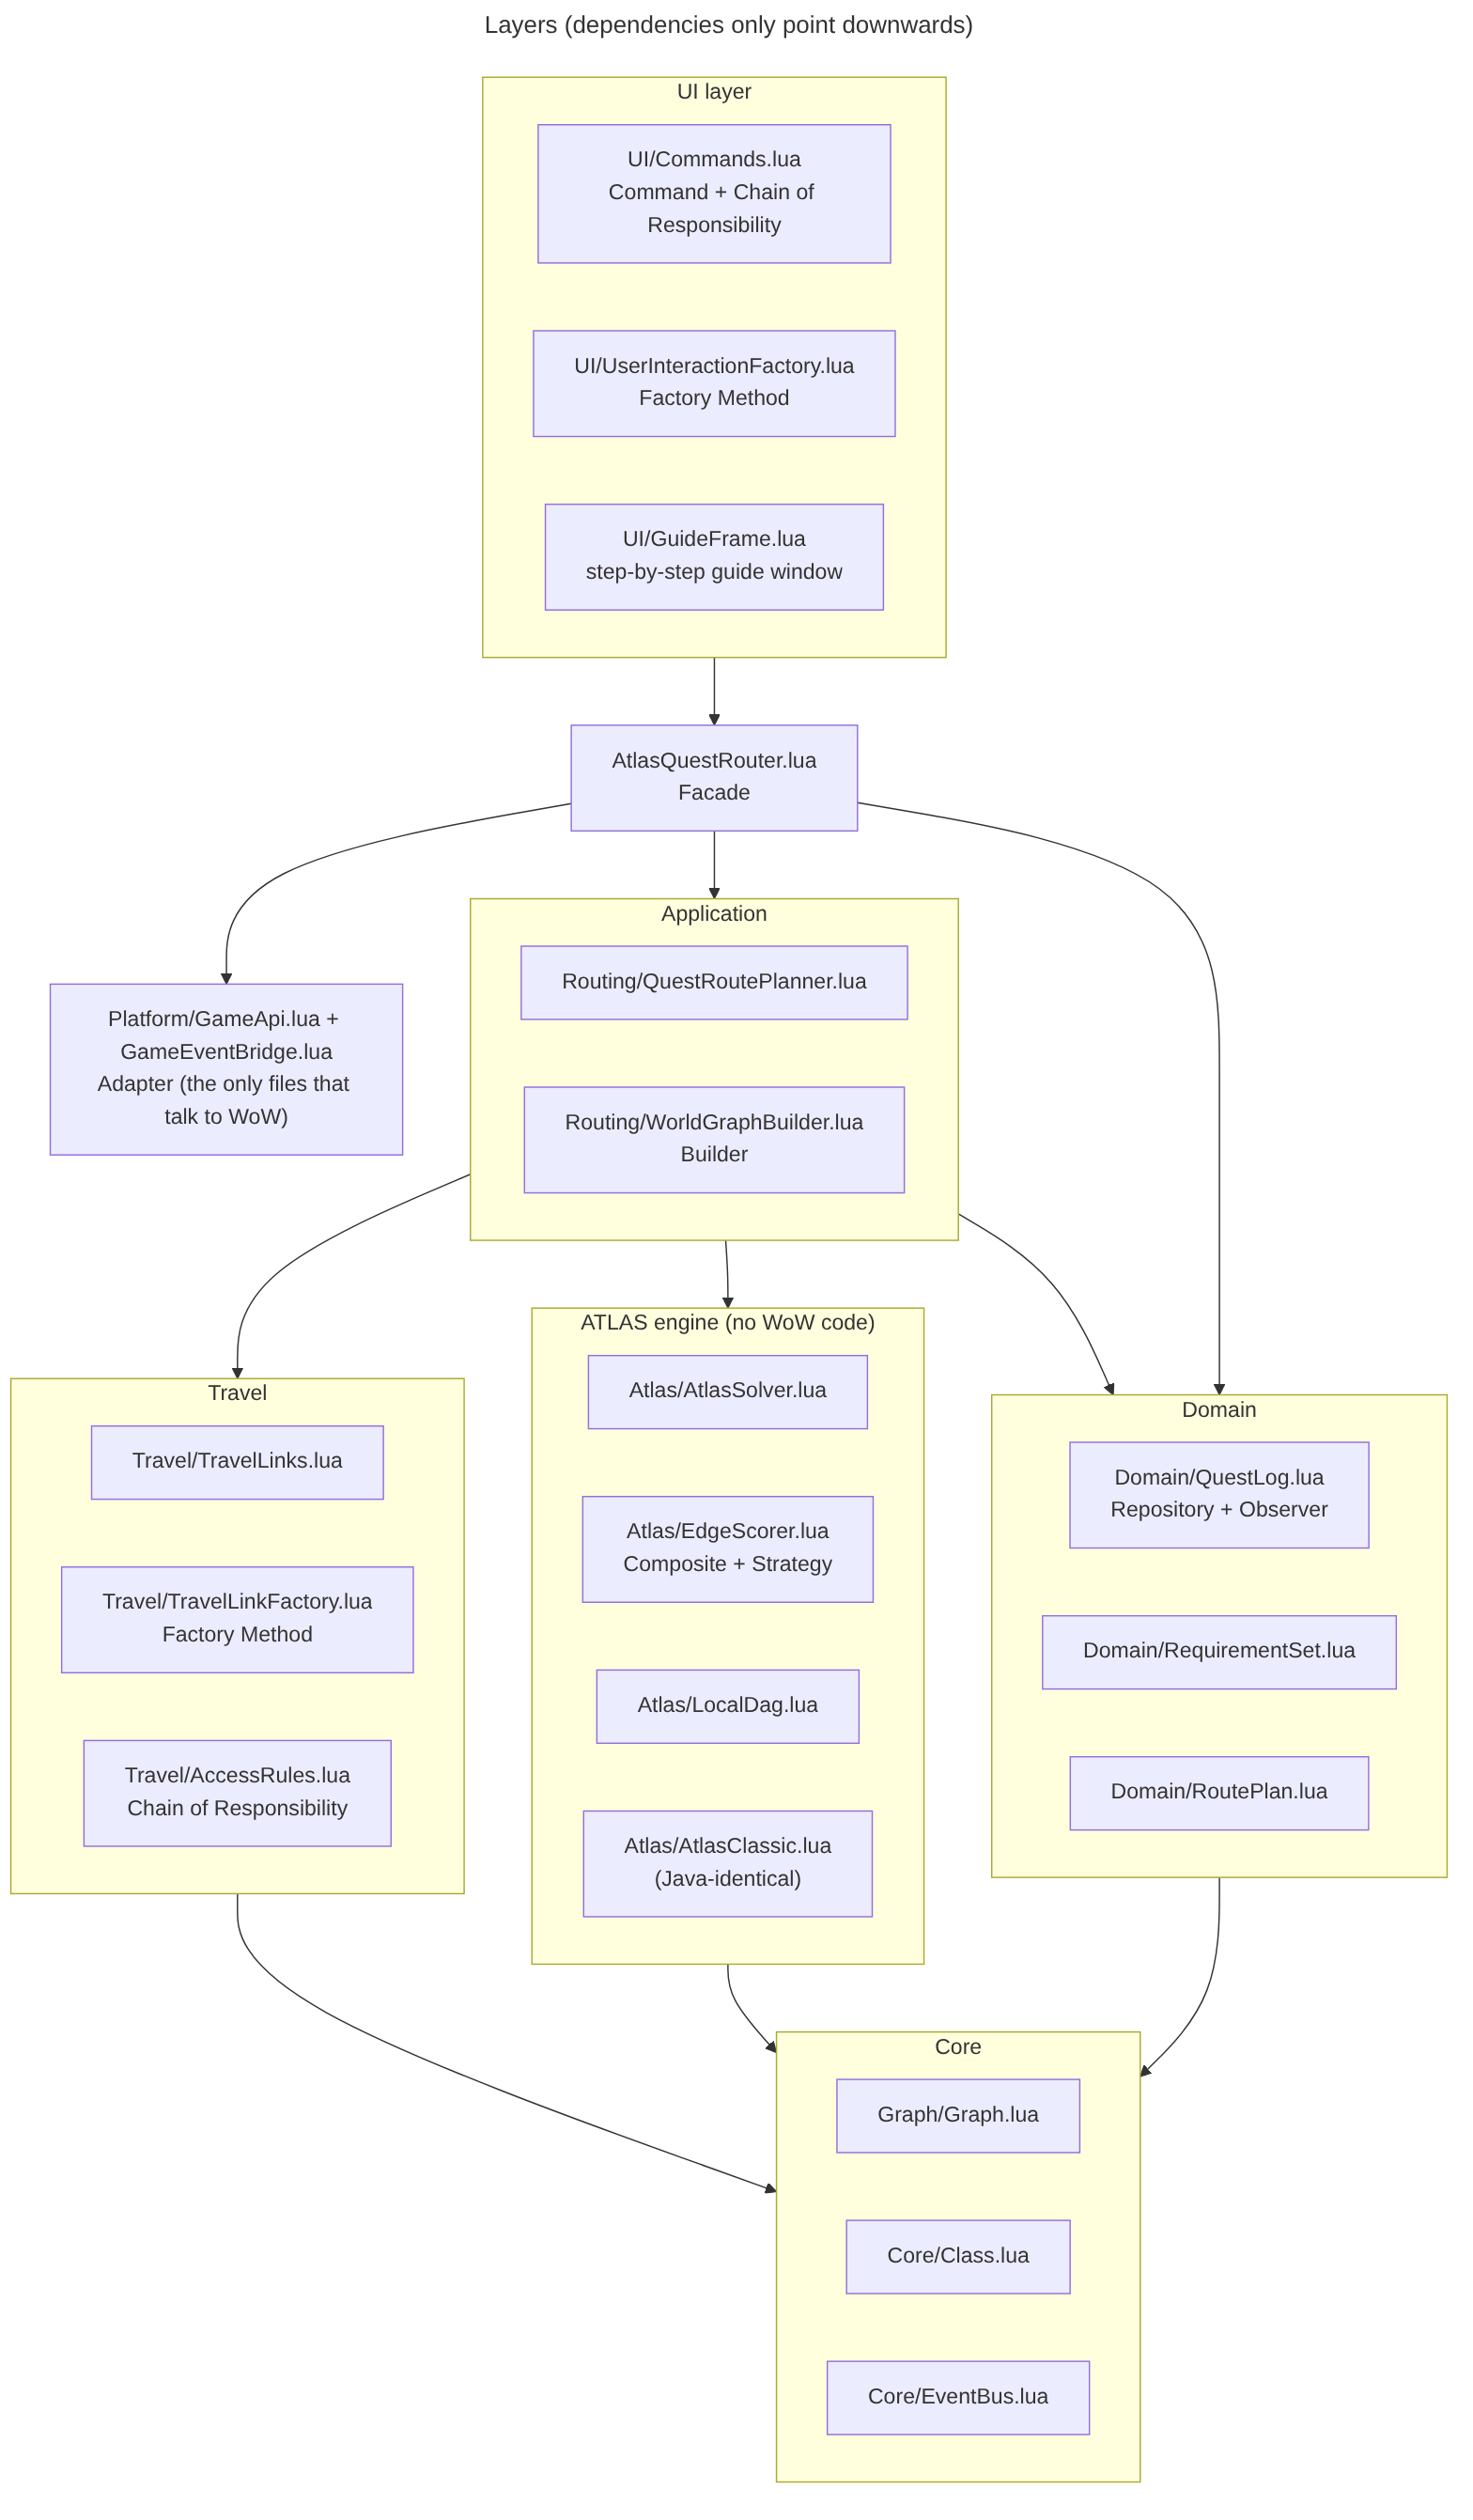 Layers (dependencies only point downwards)
UI layer
UI/Commands.lua
Command + Chain of
Responsibility
UI/UserInteractionFactory.lua
Factory Method
UI/GuideFrame.lua
step-by-step guide window
AtlasQuestRouter.lua
Facade
Platform/GameApi.lua +
GameEventBridge.lua
Adapter (the only files that
talk to WoW)
Application
Routing/QuestRoutePlanner.lua
Routing/WorldGraphBuilder.lua
Builder
Travel
Travel/TravelLinks.lua
Travel/TravelLinkFactory.lua
Factory Method
Travel/AccessRules.lua
Chain of Responsibility
ATLAS engine (no WoW code)
Atlas/AtlasSolver.lua
Atlas/EdgeScorer.lua
Composite + Strategy
Atlas/LocalDag.lua
Atlas/AtlasClassic.lua
(Java-identical)
Domain
Domain/QuestLog.lua
Repository + Observer
Domain/RequirementSet.lua
Domain/RoutePlan.lua
Core
Graph/Graph.lua
Core/Class.lua
Core/EventBus.lua